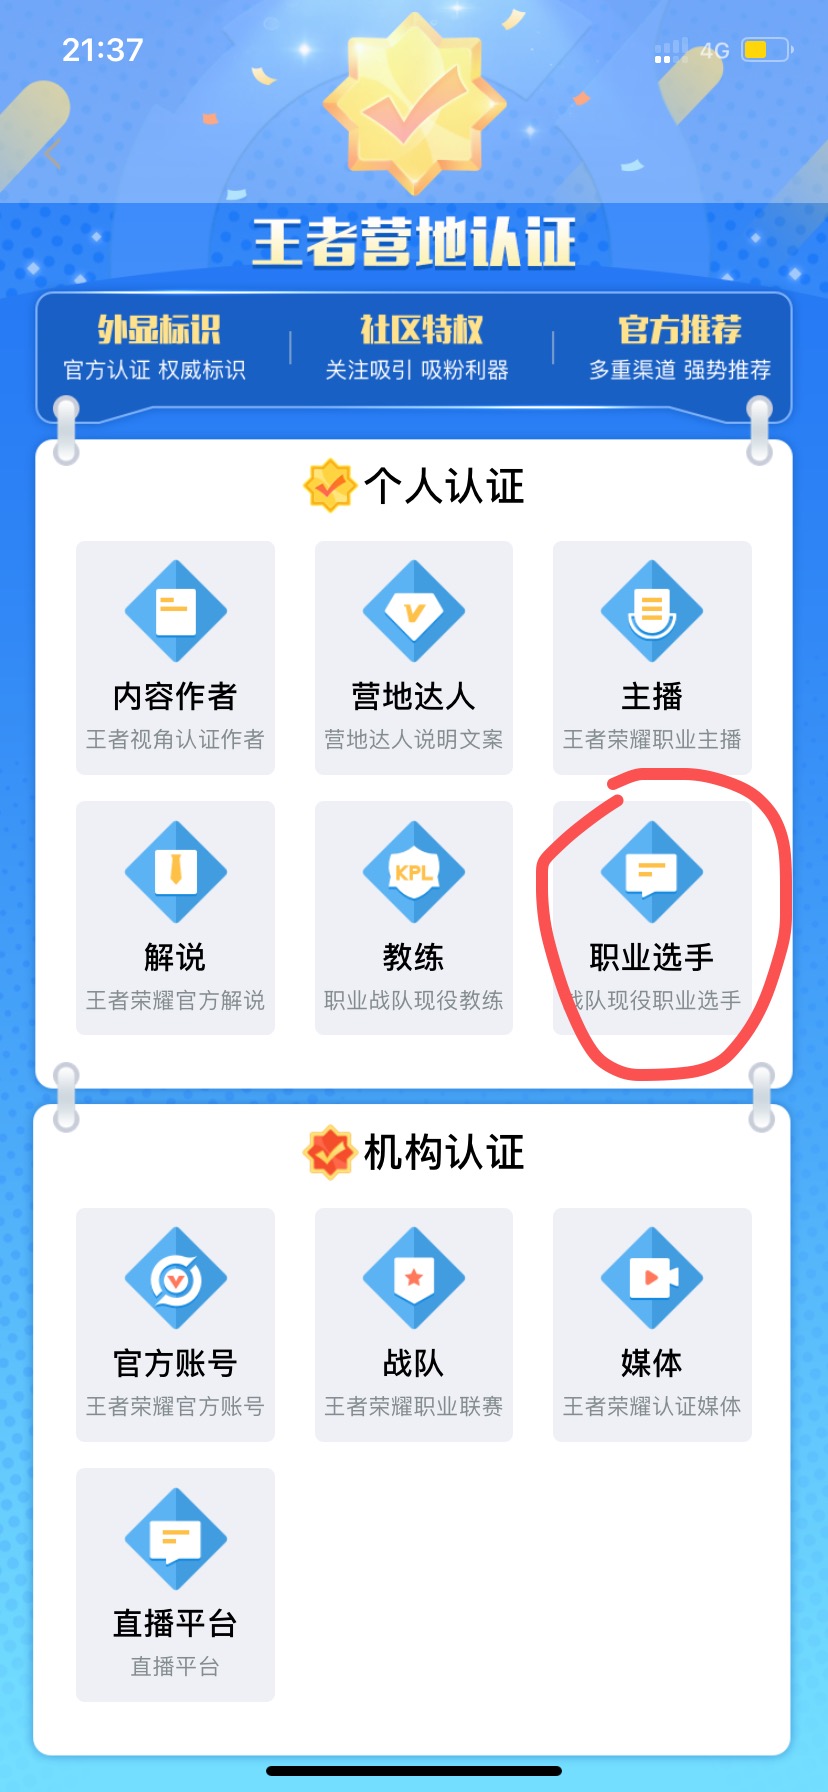 21:37
4G
王者营地认证
外显标识 社区特权 官方推荐
官方认证 权威标识 关注吸引 吸粉利器 多重渠道 强势推荐
个人认证
内容作者 营地达人 主播
王者视角认证作者 营地达人说明文案 王者荣耀职业主播
KPL
解说 教练 职业选手
王者荣耀官方解说 职业战队现役教练 战队现役职业选手
机构认证
官方账号 战队 媒体
王者荣耀官方账号 王者荣耀职业联赛 王者荣耀认证媒体
直播平台
直播平台